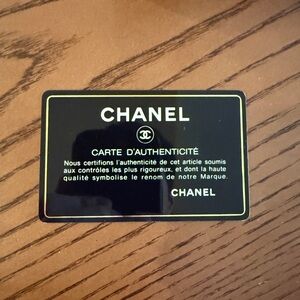 CHANEL
CARTE D'AUTHENTICITÉ
Nous certifions l'authenticité de cet article soumis
aux contrôles les plus rigoureux, et dont la haute
qualité symbolise le renom de notre Marque.
CHANEL